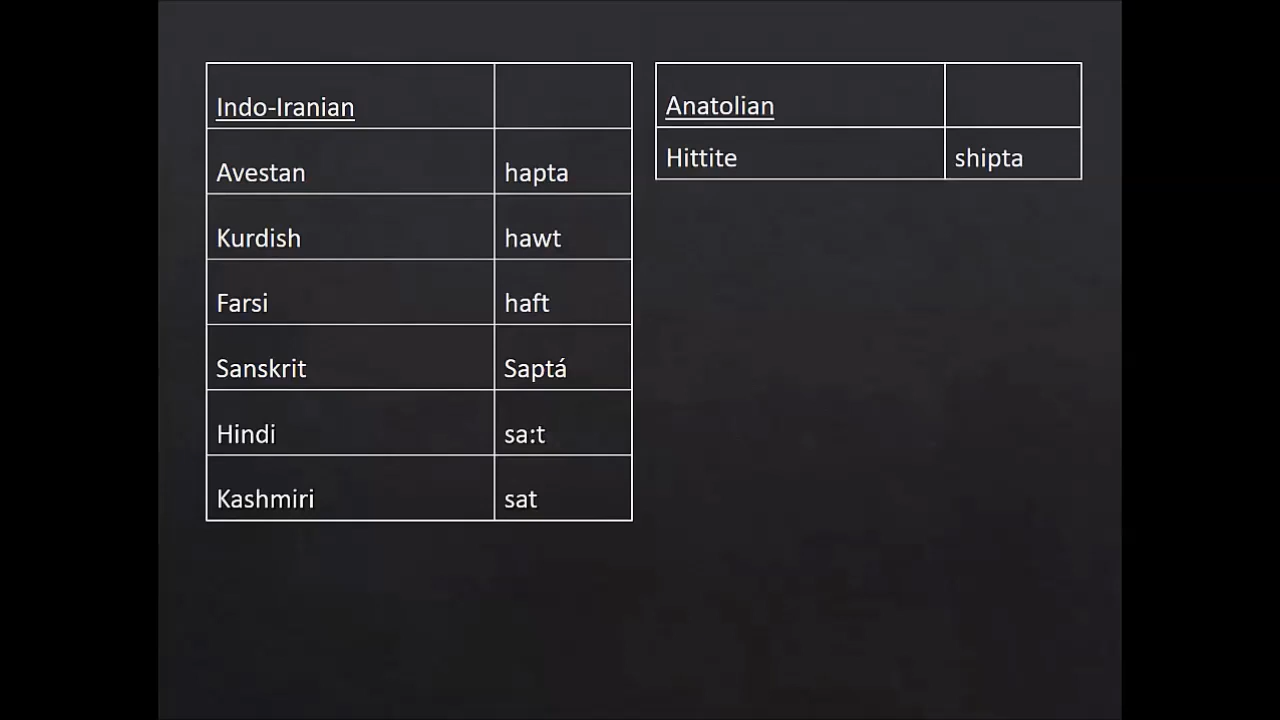 Indo-Iranian
Avestan hapta
Kurdish hawt
Farsi haft
Sanskrit Saptá
Hindi sa:t
Kashmiri sat
Anatolian
Hittite shipta